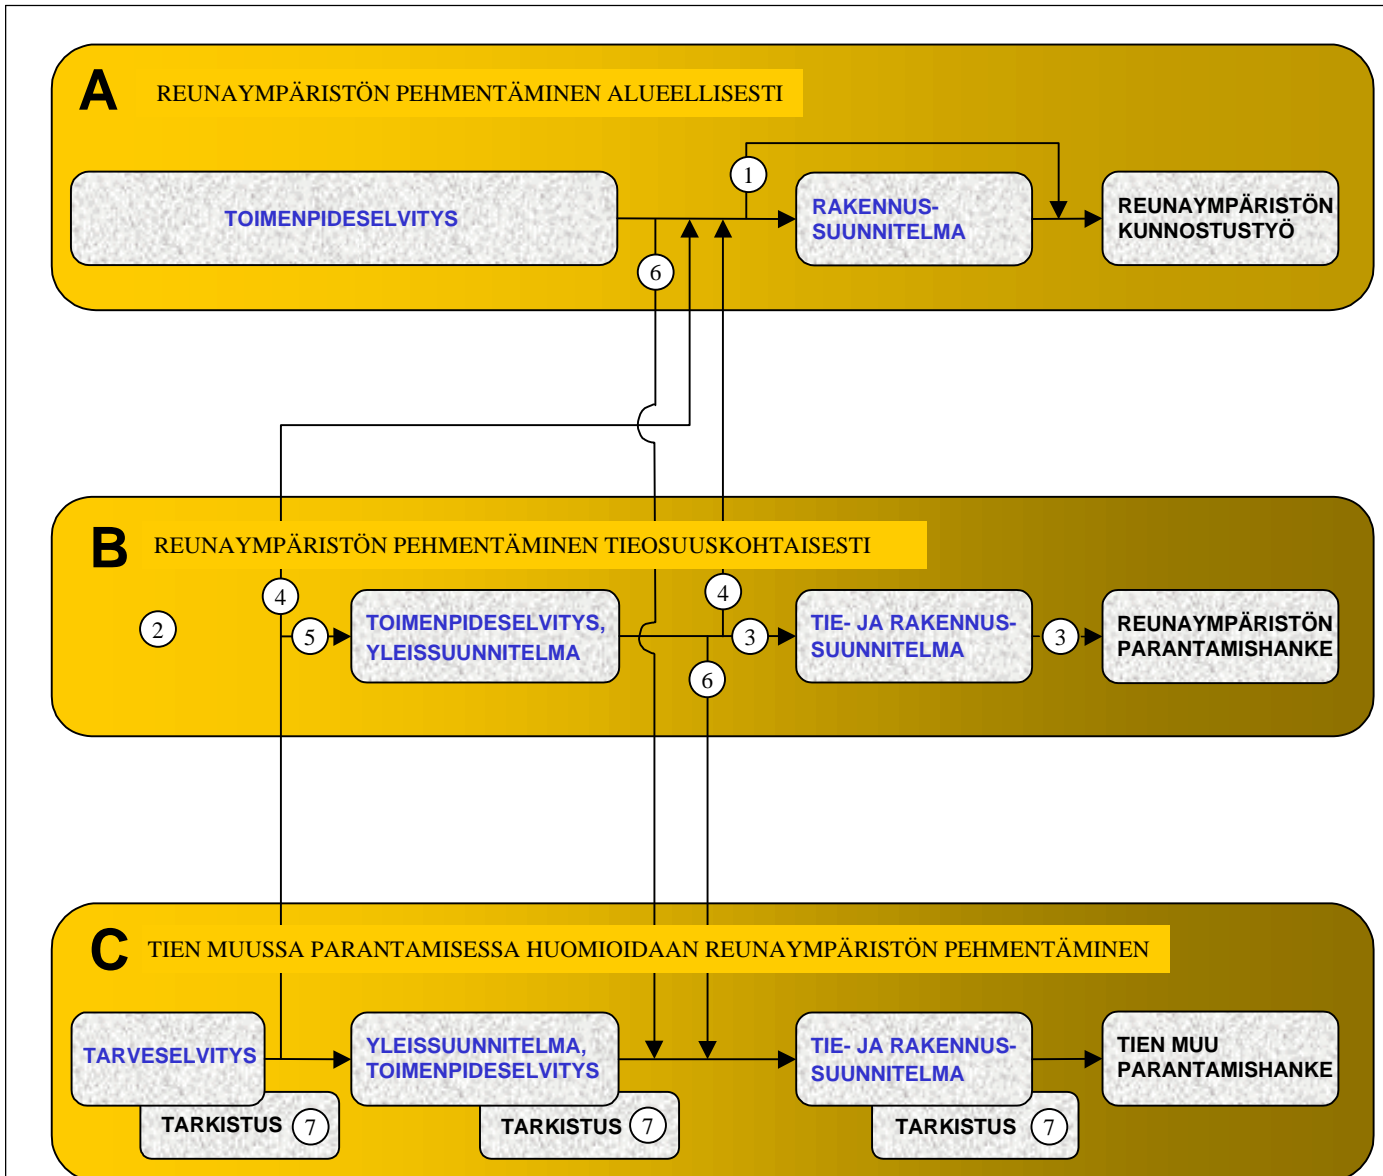 A REUNAYMPÄRISTÖN PEHMENTÄMINEN ALUEELLISESTI
1
TOIMENPIDESELVITYS
RAKENNUS-
SUUNNITELMA
REUNAYMPÄRISTÖN
KUNNOSTUSTYÖ
6
B REUNAYMPÄRISTÖN PEHMENTÄMINEN TIEOSUUSKOHTAISESTI
4
4
2
5
TOIMENPIDESELVITYS,
YLEISSUUNNITELMA
3
TIE- JA RAKENNUS-
SUUNNITELMA
3
REUNAYMPÄRISTÖN
PARANTAMISHANKE
6
C TIEN MUUSSA PARANTAMISESSA HUOMIOIDAAN REUNAYMPÄRISTÖN PEHMENTÄMINEN
TARVESELVITYS
YLEISSUUNNITELMA,
TOIMENPIDESELVITYS
TIE- JA RAKENNUS-
SUUNNITELMA
TIEN MUU
PARANTAMISHANKE
TARKISTUS 7
TARKISTUS 7
TARKISTUS 7